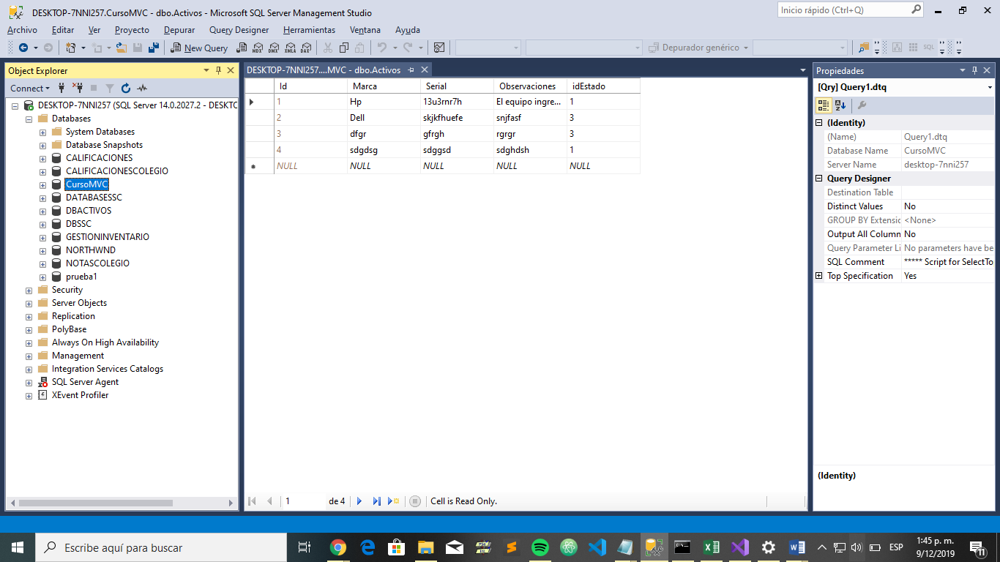 DESKTOP-7NNI257.CursoMVC - dbo.Activos - Microsoft SQL Server Management Studio
Inicio rápido (Ctrl+Q)
Archivo Editar Ver Proyecto Depurar Query Designer Herramientas Ventana Ayuda
New Query MDX DMX XMLA DAX Depurador genérico SQL
Object Explorer
Connect
DESKTOP-7NNI257 (SQL Server 14.0.2027.2 - DESKTO
Databases
System Databases
Database Snapshots
CALIFICACIONES
CALIFICACIONESCOLEGIO
CursoMVC
DATABASESSC
DBACTIVOS
DBSSC
GESTIONINVENTARIO
NORTHWND
NOTASCOLEGIO
prueba1
Security
Server Objects
Replication
PolyBase
Always On High Availability
Management
Integration Services Catalogs
SQL Server Agent
XEvent Profiler
DESKTOP-7NNI257....MVC - dbo.Activos
Id Marca Serial Observaciones idEstado
1 Hp 13u3rnr7h El equipo ingre... 1
2 Dell skjkfhuefe snjfasf 3
3 dfgr gfrgh rgrgr 3
4 sdgdsg sdggsd sdghdsh 1
NULL NULL NULL NULL NULL
1 de 4 Cell is Read Only.
Propiedades
[Qry] Query1.dtq
(Identity)
(Name) Query1.dtq
Database Name CursoMVC
Server Name desktop-7nni257
Query Designer
Destination Table
Distinct Values No
GROUP BY Extensic <None>
Output All Column No
Query Parameter Li No parameters have be
SQL Comment ***** Script for SelectTo
Top Specification Yes
(Identity)
Escribe aquí para buscar
ESP
1:45 p. m.
9/12/2019
11